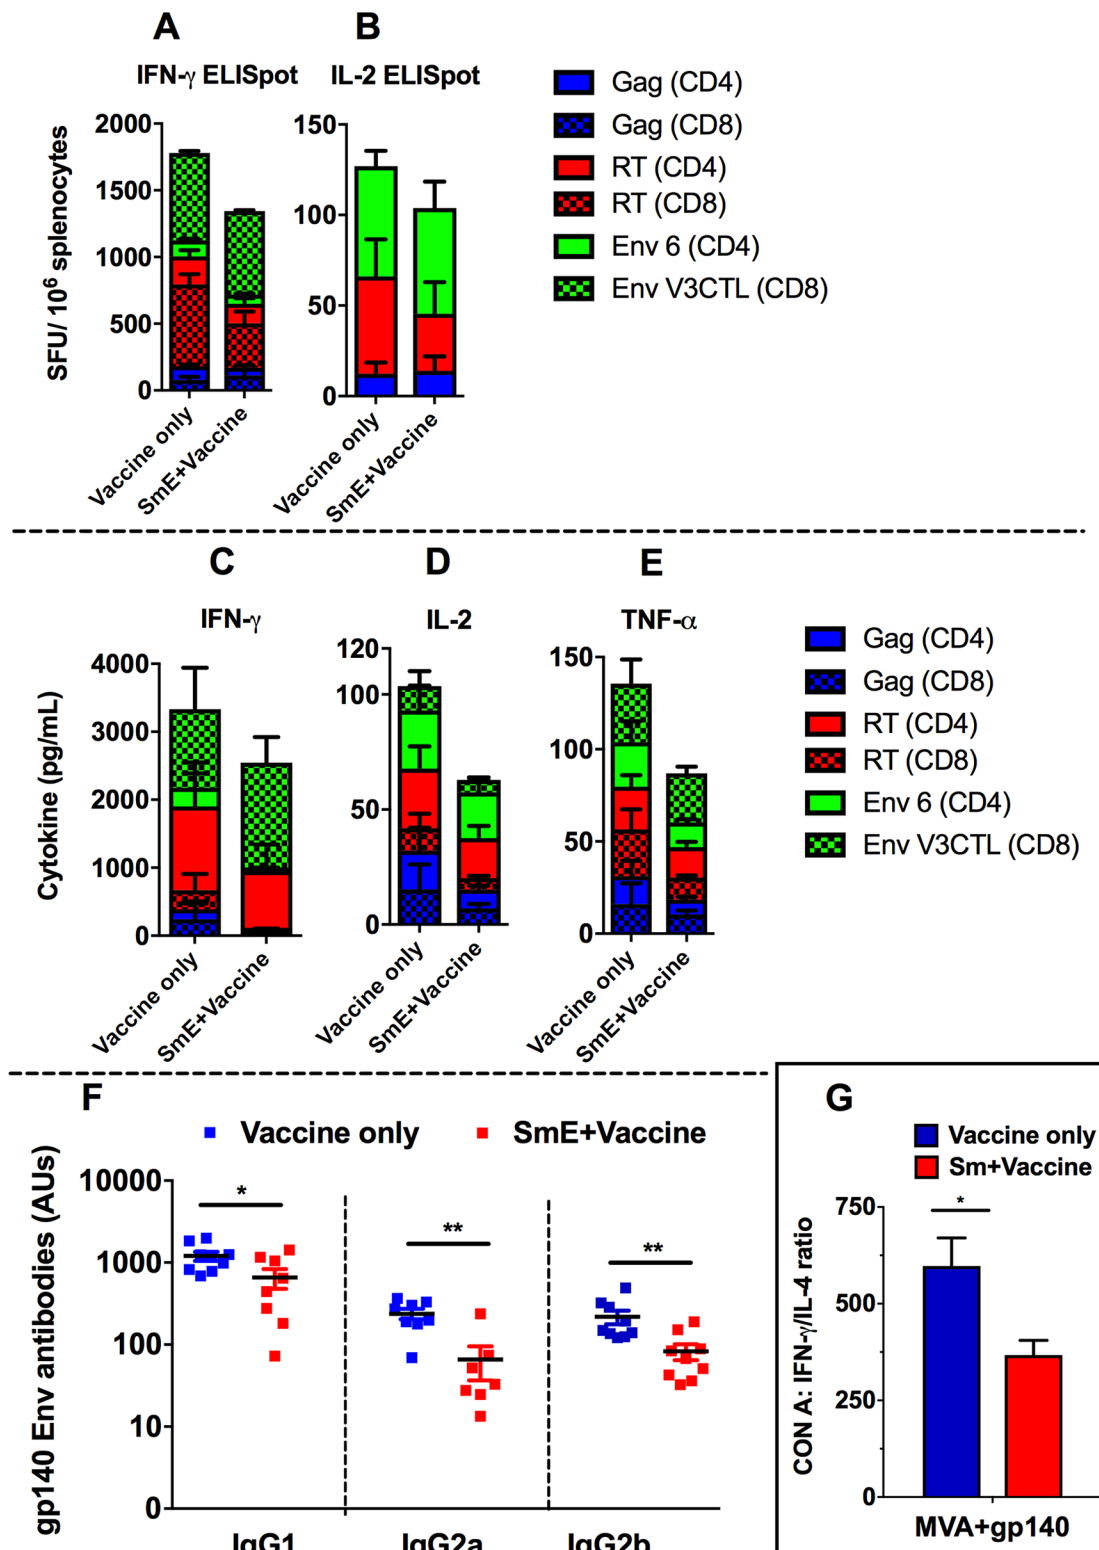 A
B
IFN-γ ELISpot
IL-2 ELISpot
SFU/ 10⁶ splenocytes
2000
1500
1000
500
0
150
100
50
0
Vaccine only
SmE+Vaccine
Vaccine only
SmE+Vaccine
Gag (CD4)
Gag (CD8)
RT (CD4)
RT (CD8)
Env 6 (CD4)
Env V3CTL (CD8)
C
D
E
IFN-γ
IL-2
TNF-α
Cytokine (pg/mL)
4000
3000
2000
1000
0
120
100
50
0
150
100
50
0
Vaccine only
SmE+Vaccine
Vaccine only
SmE+Vaccine
Vaccine only
SmE+Vaccine
Gag (CD4)
Gag (CD8)
RT (CD4)
RT (CD8)
Env 6 (CD4)
Env V3CTL (CD8)
F
Vaccine only
SmE+Vaccine
gp140 Env antibodies (AUs)
10000
1000
100
10
0
*
**
**
IgG1
IgG2a
IgG2b
G
Vaccine only
Sm+Vaccine
CON A: IFN-γ/IL-4 ratio
750
500
250
0
*
MVA+gp140